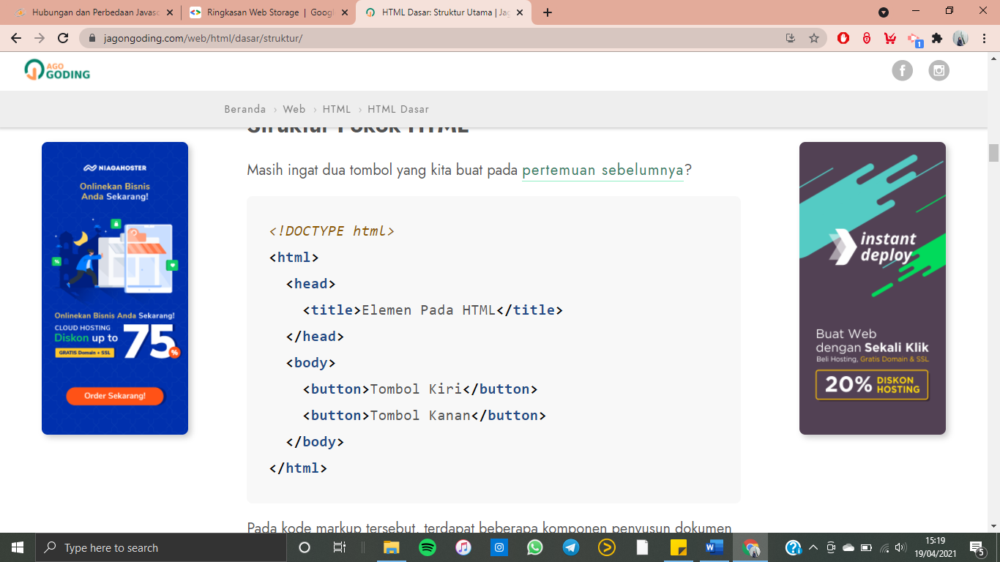 Hubungan dan Perbedaan Javasc
Ringkasan Web Storage | Googl
HTML Dasar: Struktur Utama | Jag
jagongoding.com/web/html/dasar/struktur/
1
AGO
GODING
Beranda › Web › HTML › HTML Dasar
Struktur Pokok HTML
Masih ingat dua tombol yang kita buat pada pertemuan sebelumnya?
<!DOCTYPE html>
<html>
<head>
<title>Elemen Pada HTML</title>
</head>
<body>
<button>Tombol Kiri</button>
<button>Tombol Kanan</button>
</body>
</html>
Pada kode markup tersebut, terdapat beberapa komponen penyusun dokumen
NIAGAHOSTER
Onlinekan Bisnis
Anda Sekarang!
Onlinekan Bisnis Anda Sekarang!
CLOUD HOSTING
Diskon up to
75%
GRATIS Domain + SSL
Order Sekarang!
instant
deploy
Buat Web
dengan Sekali Klik
Beli Hosting, Gratis Domain & SSL
20% DISKON
HOSTING
Type here to search
15:19
19/04/2021
5